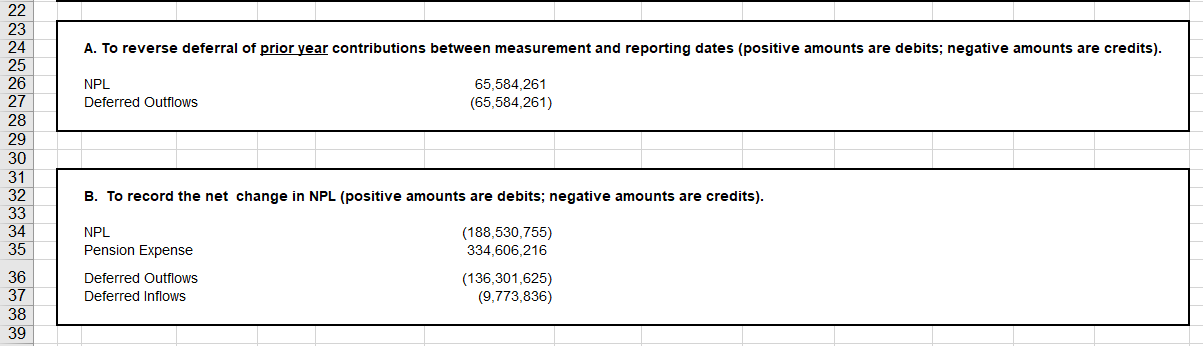 22
23
24 A. To reverse deferral of prior year contributions between measurement and reporting dates (positive amounts are debits; negative amounts are credits).
25
26 NPL 65,584,261
27 Deferred Outflows (65,584,261)
28
29
30
31
32 B. To record the net change in NPL (positive amounts are debits; negative amounts are credits).
33
34 NPL (188,530,755)
35 Pension Expense 334,606,216
36 Deferred Outflows (136,301,625)
37 Deferred Inflows (9,773,836)
38
39